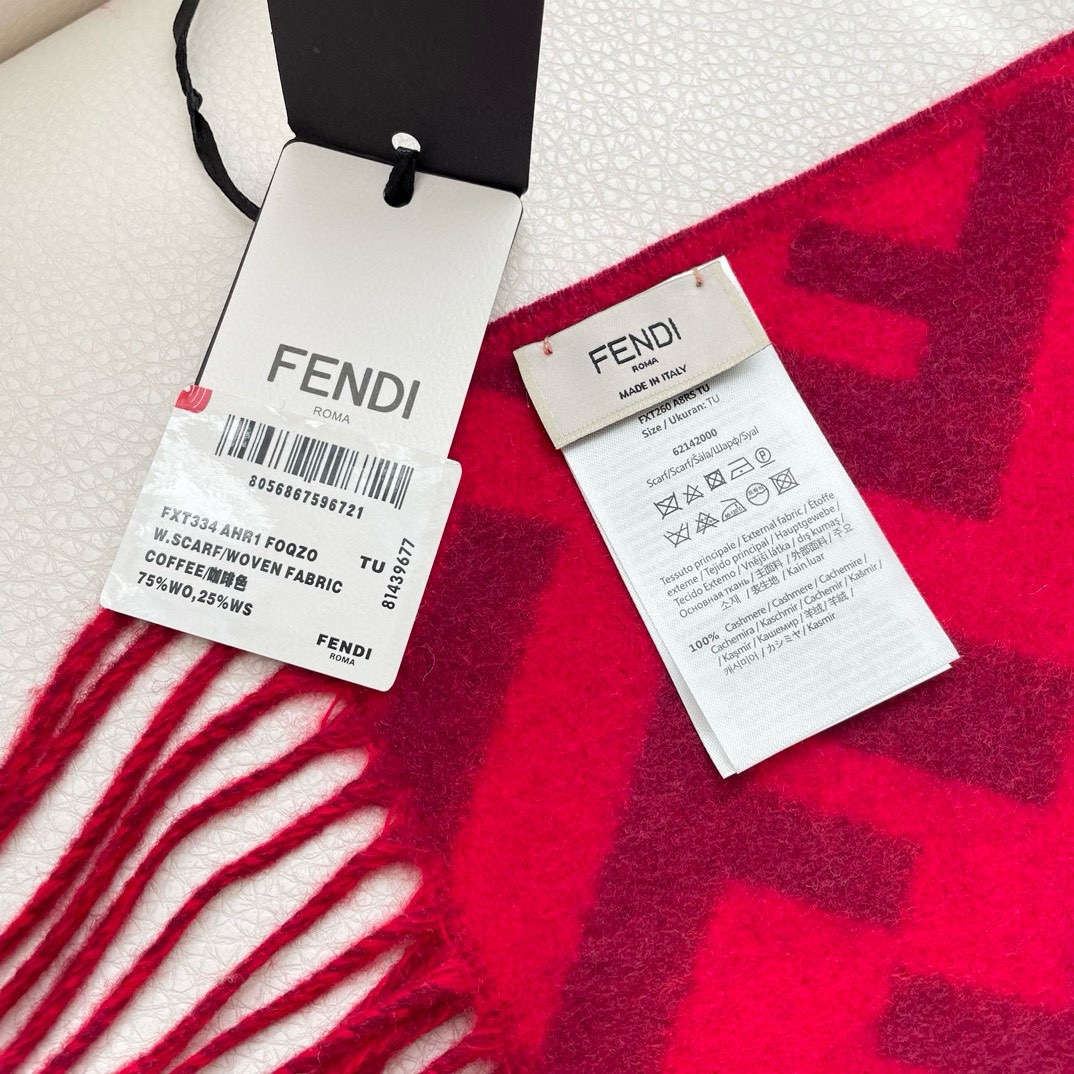 FENDI
ROMA
8056867596721
FXT334 AHR1 F0QZ0
W.SCARF/WOVEN FABRIC
COFFEE/咖啡色
75%WO,25%WS
TU
81439677
FENDI
ROMA
FENDI
ROMA
MADE IN ITALY
FXT260 A8RS TU
Size / Ukuran: TU
62142000
Scarf/Scarf/Šāla/Шарф/Syal
Tessuto principale / External fabric / Étoffe
externe / Tejido principal / Hauptgewebe /
Tecido Externo / Vnější látka / dış kumaş /
Основная ткань / 主面料 / 外部面料 / 주요
소재 / 表生地 / Kain luar
100% Cashmere / Cashmere / Cachemire /
Cachemira / Kaschmir / Cachemir / Kašmír /
/ Kaşmir / Кашемир / 羊绒 / 羊絨 /
캐시미어 / カシミヤ / Kasmir